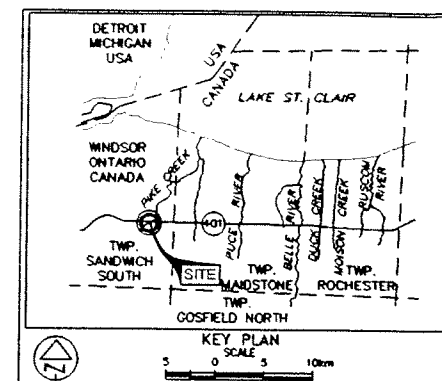 DETROIT
MICHIGAN
USA
USA
CANADA
LAKE ST. CLAIR
WINDSOR
ONTARIO
CANADA
PIKE CREEK
PUCE RIVER
BELLE RIVER
DUCK CREEK
MOISON CREEK
RUSCOM RIVER
401
TWP.
SANDWICH
SOUTH
SITE
TWP.
MAIDSTONE
TWP.
ROCHESTER
TWP.
GOSFIELD NORTH
N
KEY PLAN
SCALE
5 0 5 10km